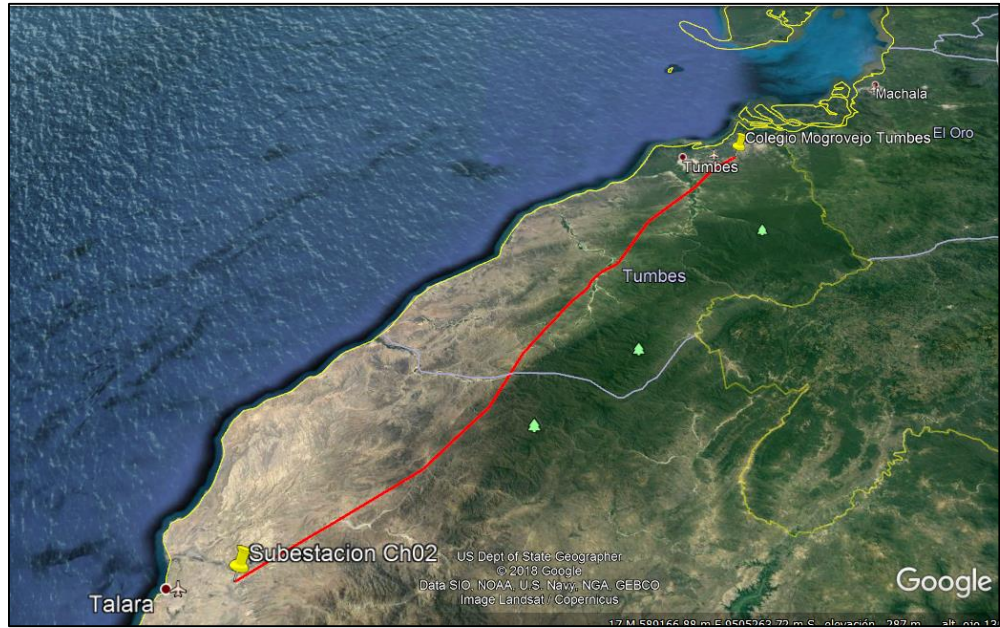 Machala
Colegio Mogrovejo Tumbes
El Oro
Tumbes
Tumbes
Subestacion Ch02
Talara
US Dept of State Geographer
© 2018 Google
Data SIO, NOAA, U.S. Navy, NGA, GEBCO
Image Landsat / Copernicus
Google